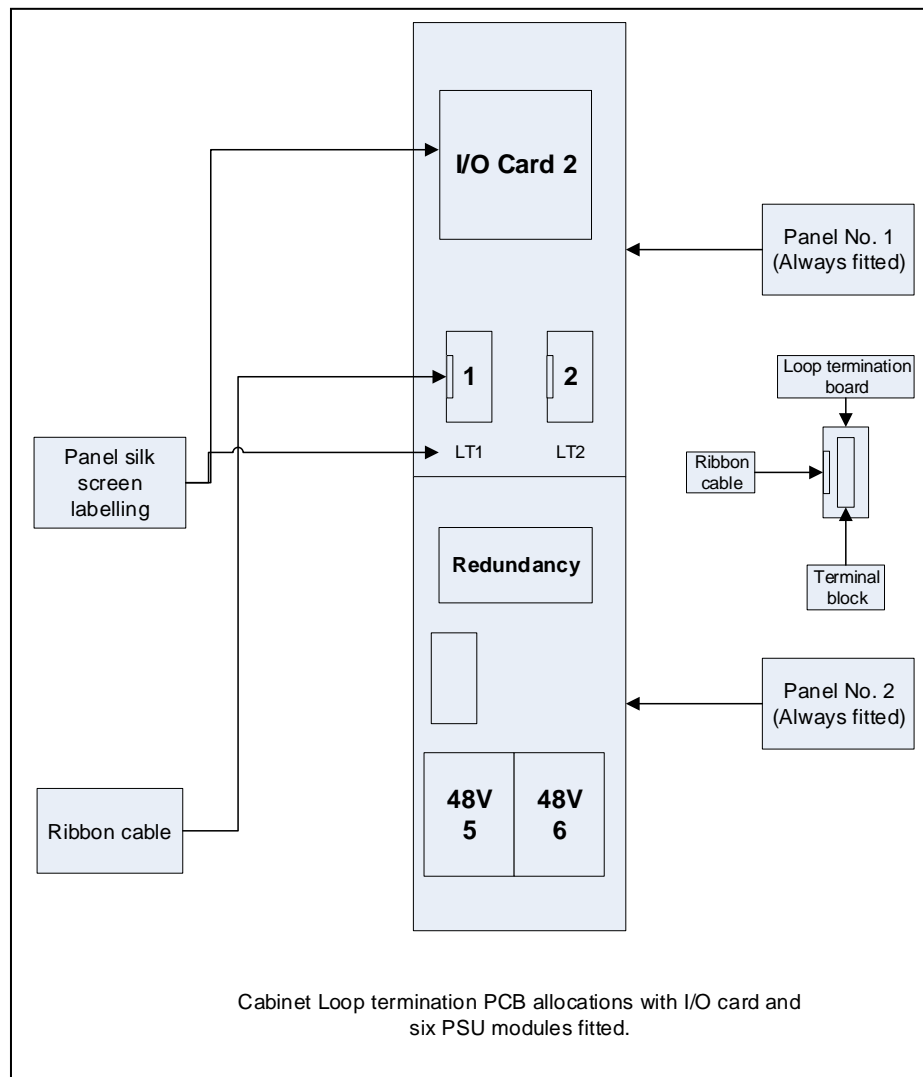 I/O Card 2
Panel No. 1
(Always fitted)
1
2
Loop termination
board
LT1
LT2
Panel silk
screen
labelling
Ribbon
cable
Redundancy
Terminal
block
Panel No. 2
(Always fitted)
48V
5
48V
6
Ribbon cable
Cabinet Loop termination PCB allocations with I/O card and
six PSU modules fitted.